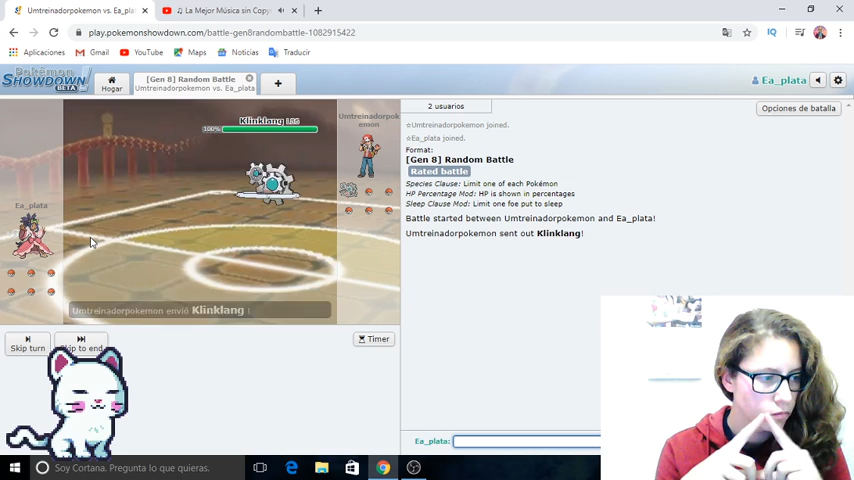 Umtreinadorpokemon vs. Ea_pla
La Mejor Música sin Copy
play.pokemonshowdown.com/battle-gen8randombattle-1082915422
Aplicaciones
Gmail
YouTube
Maps
Noticias
Traducir
Pokémon
SHOWDOWN
BETA
Hogar
[Gen 8] Random Battle
Umtreinadorpokemon vs. Ea_plata
Ea_plata
2 usuarios
Opciones de batalla
☆Umtreinadorpokemon joined.
☆Ea_plata joined.
Format:
[Gen 8] Random Battle
Rated battle
Species Clause: Limit one of each Pokémon
HP Percentage Mod: HP is shown in percentages
Sleep Clause Mod: Limit one foe put to sleep
Battle started between Umtreinadorpokemon and Ea_plata!
Umtreinadorpokemon sent out Klinklang!
Klinklang
100%
Umtreinadorpok
emon
Ea_plata
Umtreinadorpokemon envió Klinklang !
Skip turn
Skip to end
Timer
Ea_plata:
Soy Cortana. Pregunta lo que quieras.